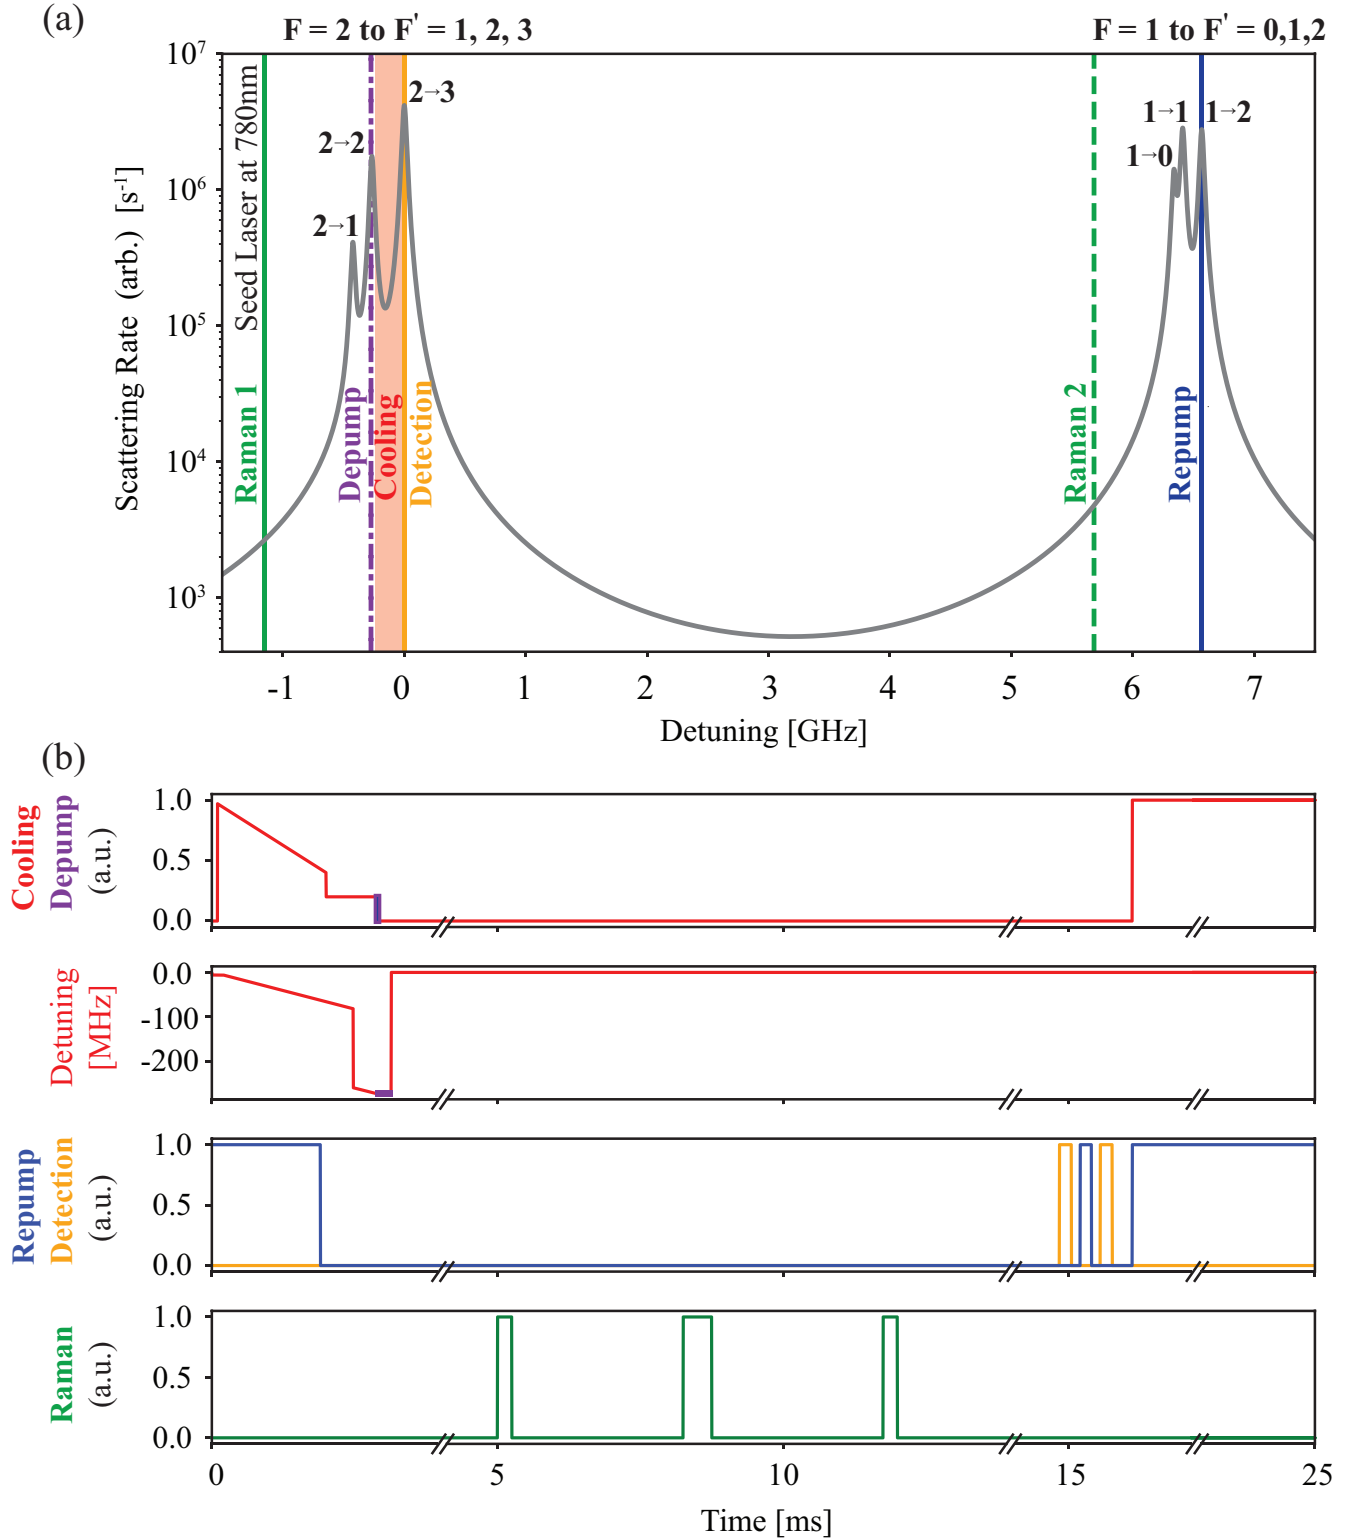 (a)
F = 2 to F' = 1, 2, 3
F = 1 to F' = 0,1,2
10⁷
10⁶
10⁵
10⁴
10³
Scattering Rate (arb.) [s⁻¹]
Seed Laser at 780nm
Raman 1
2→1
2→2
2→3
Depump
Cooling
Detection
Raman 2
1→0
1→1
1→2
Repump
-1
0
1
2
3
4
5
6
7
Detuning [GHz]
(b)
Cooling
Depump
(a.u.)
1.0
0.5
0.0
Detuning
[MHz]
0.0
-100
-200
Repump
Detection
(a.u.)
1.0
0.5
0.0
Raman
(a.u.)
1.0
0.5
0.0
0
5
10
15
25
Time [ms]